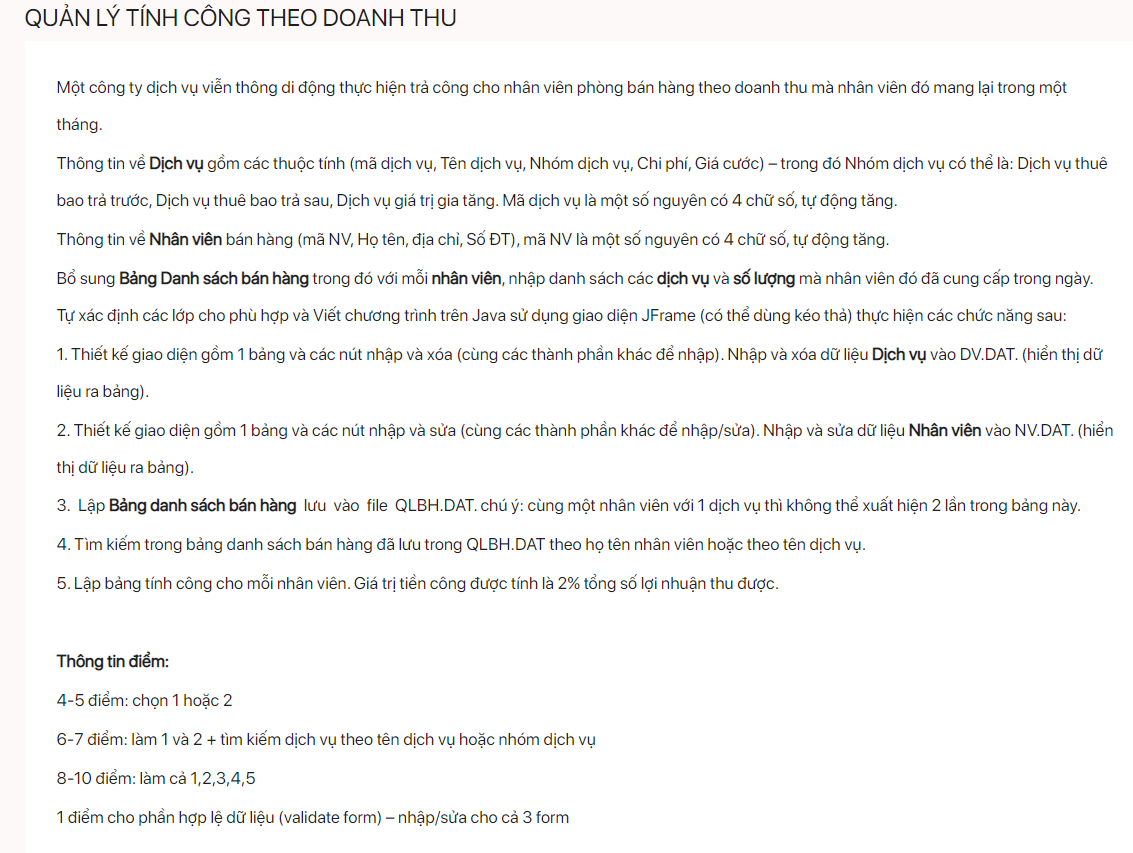 QUẢN LÝ TÍNH CÔNG THEO DOANH THU
Một công ty dịch vụ viễn thông di động thực hiện trả công cho nhân viên phòng bán hàng theo doanh thu mà nhân viên đó mang lại trong một
tháng.
Thông tin về Dịch vụ gồm các thuộc tính (mã dịch vụ, Tên dịch vụ, Nhóm dịch vụ, Chi phí, Giá cước) – trong đó Nhóm dịch vụ có thể là: Dịch vụ thuê
bao trả trước, Dịch vụ thuê bao trả sau, Dịch vụ giá trị gia tăng. Mã dịch vụ là một số nguyên có 4 chữ số, tự động tăng.
Thông tin về Nhân viên bán hàng (mã NV, Họ tên, địa chỉ, Số ĐT), mã NV là một số nguyên có 4 chữ số, tự động tăng.
Bổ sung Bảng Danh sách bán hàng trong đó với mỗi nhân viên, nhập danh sách các dịch vụ và số lượng mà nhân viên đó đã cung cấp trong ngày.
Tự xác định các lớp cho phù hợp và Viết chương trình trên Java sử dụng giao diện JFrame (có thể dùng kéo thả) thực hiện các chức năng sau:
1. Thiết kế giao diện gồm 1 bảng và các nút nhập và xóa (cùng các thành phần khác để nhập). Nhập và xóa dữ liệu Dịch vụ vào DV.DAT. (hiển thị dữ
liệu ra bảng).
2. Thiết kế giao diện gồm 1 bảng và các nút nhập và sửa (cùng các thành phần khác để nhập/sửa). Nhập và sửa dữ liệu Nhân viên vào NV.DAT. (hiển
thị dữ liệu ra bảng).
3. Lập Bảng danh sách bán hàng lưu vào file QLBH.DAT. chú ý: cùng một nhân viên với 1 dịch vụ thì không thể xuất hiện 2 lần trong bảng này.
4. Tìm kiếm trong bảng danh sách bán hàng đã lưu trong QLBH.DAT theo họ tên nhân viên hoặc theo tên dịch vụ.
5. Lập bảng tính công cho mỗi nhân viên. Giá trị tiền công được tính là 2% tổng số lợi nhuận thu được.
Thông tin điểm:
4-5 điểm: chọn 1 hoặc 2
6-7 điểm: làm 1 và 2 + tìm kiếm dịch vụ theo tên dịch vụ hoặc nhóm dịch vụ
8-10 điểm: làm cả 1,2,3,4,5
1 điểm cho phần hợp lệ dữ liệu (validate form) – nhập/sửa cho cả 3 form